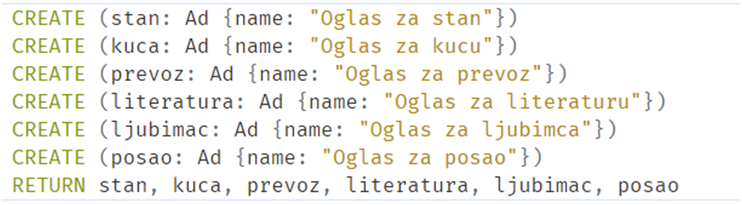 CREATE (stan: Ad {name: "Oglas za stan"})
CREATE (kuca: Ad {name: "Oglas za kucu"})
CREATE (prevoz: Ad {name: "Oglas za prevoz"})
CREATE (literatura: Ad {name: "Oglas za literaturu"})
CREATE (ljubimac: Ad {name: "Oglas za ljubimca"})
CREATE (posao: Ad {name: "Oglas za posao"})
RETURN stan, kuca, prevoz, literatura, ljubimac, posao